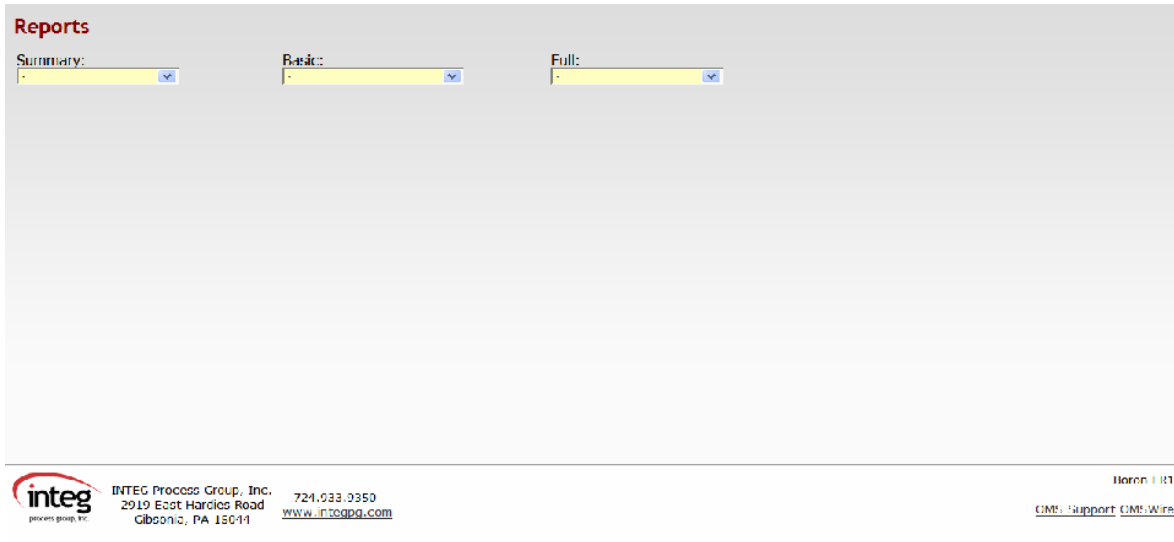 Reports
Summary:
Basic:
Full:
-
-
-
integ
process group, inc.
INTEG Process Group, Inc.
2919 East Hardies Road
Gibsonia, PA 15044
724.933.9350
www.integpg.com
OMS Support OMSWire